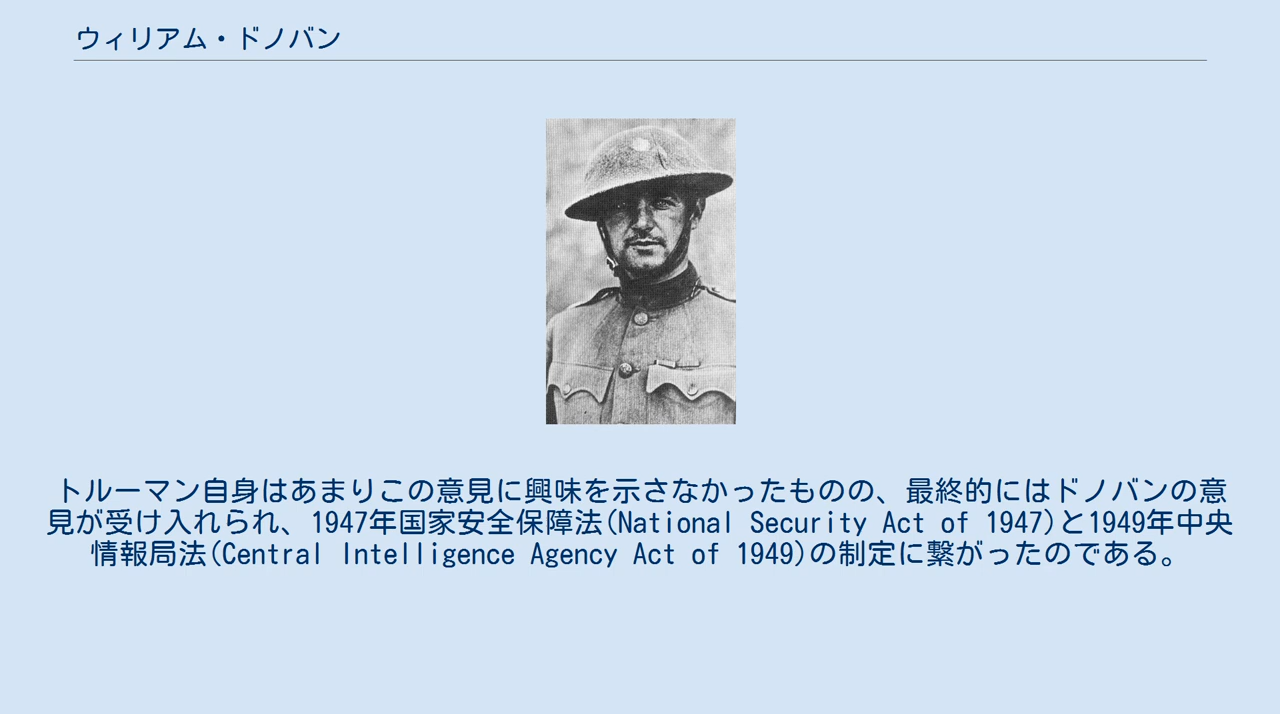 ウィリアム・ドノバン
トルーマン自身はあまりこの意見に興味を示さなかったものの、最終的にはドノバンの意
見が受け入れられ、1947年国家安全保障法(National Security Act of 1947)と1949年中央
情報局法(Central Intelligence Agency Act of 1949)の制定に繋がったのである。